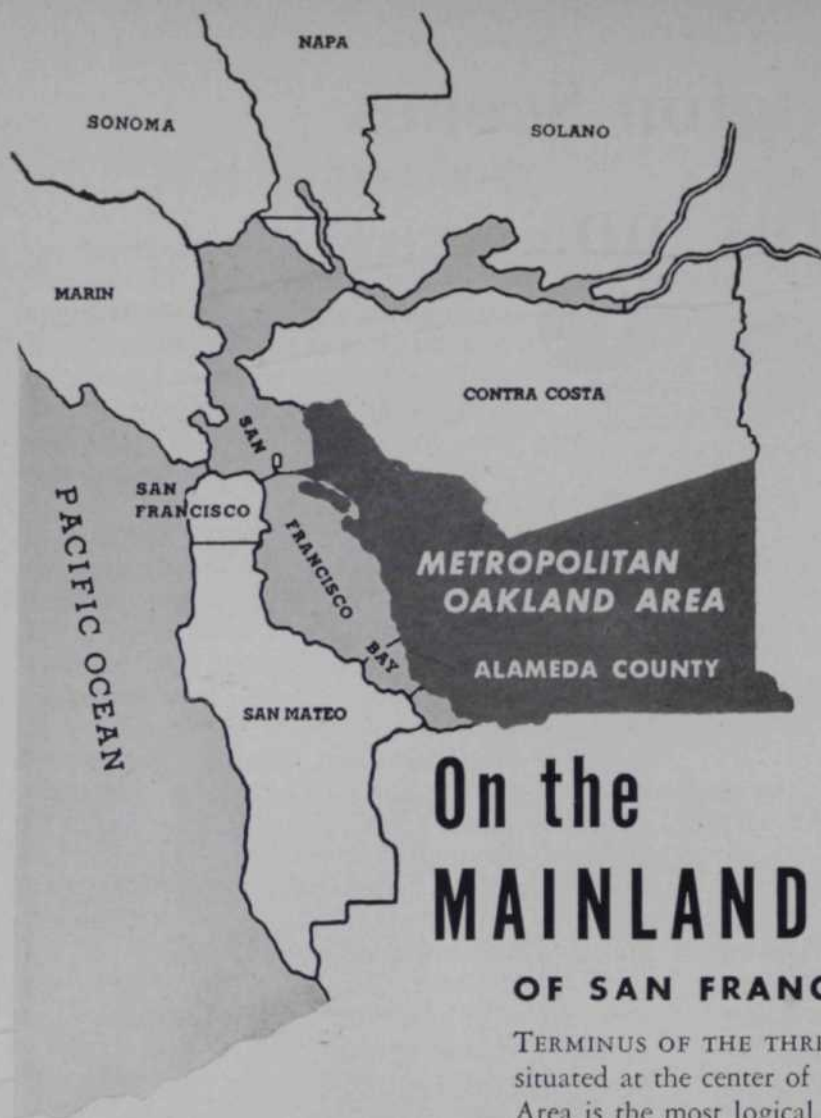 NAPA
SONOMA
SOLANO
MARIN
CONTRA COSTA
SAN
FRANCISCO
BAY
SAN
FRANCISCO
PACIFIC OCEAN
METROPOLITAN
OAKLAND AREA
ALAMEDA COUNTY
SAN MATEO
On the
MAINLAND
OF SAN
TERMINUS OF THE
situated at the center of
Area is the most logical